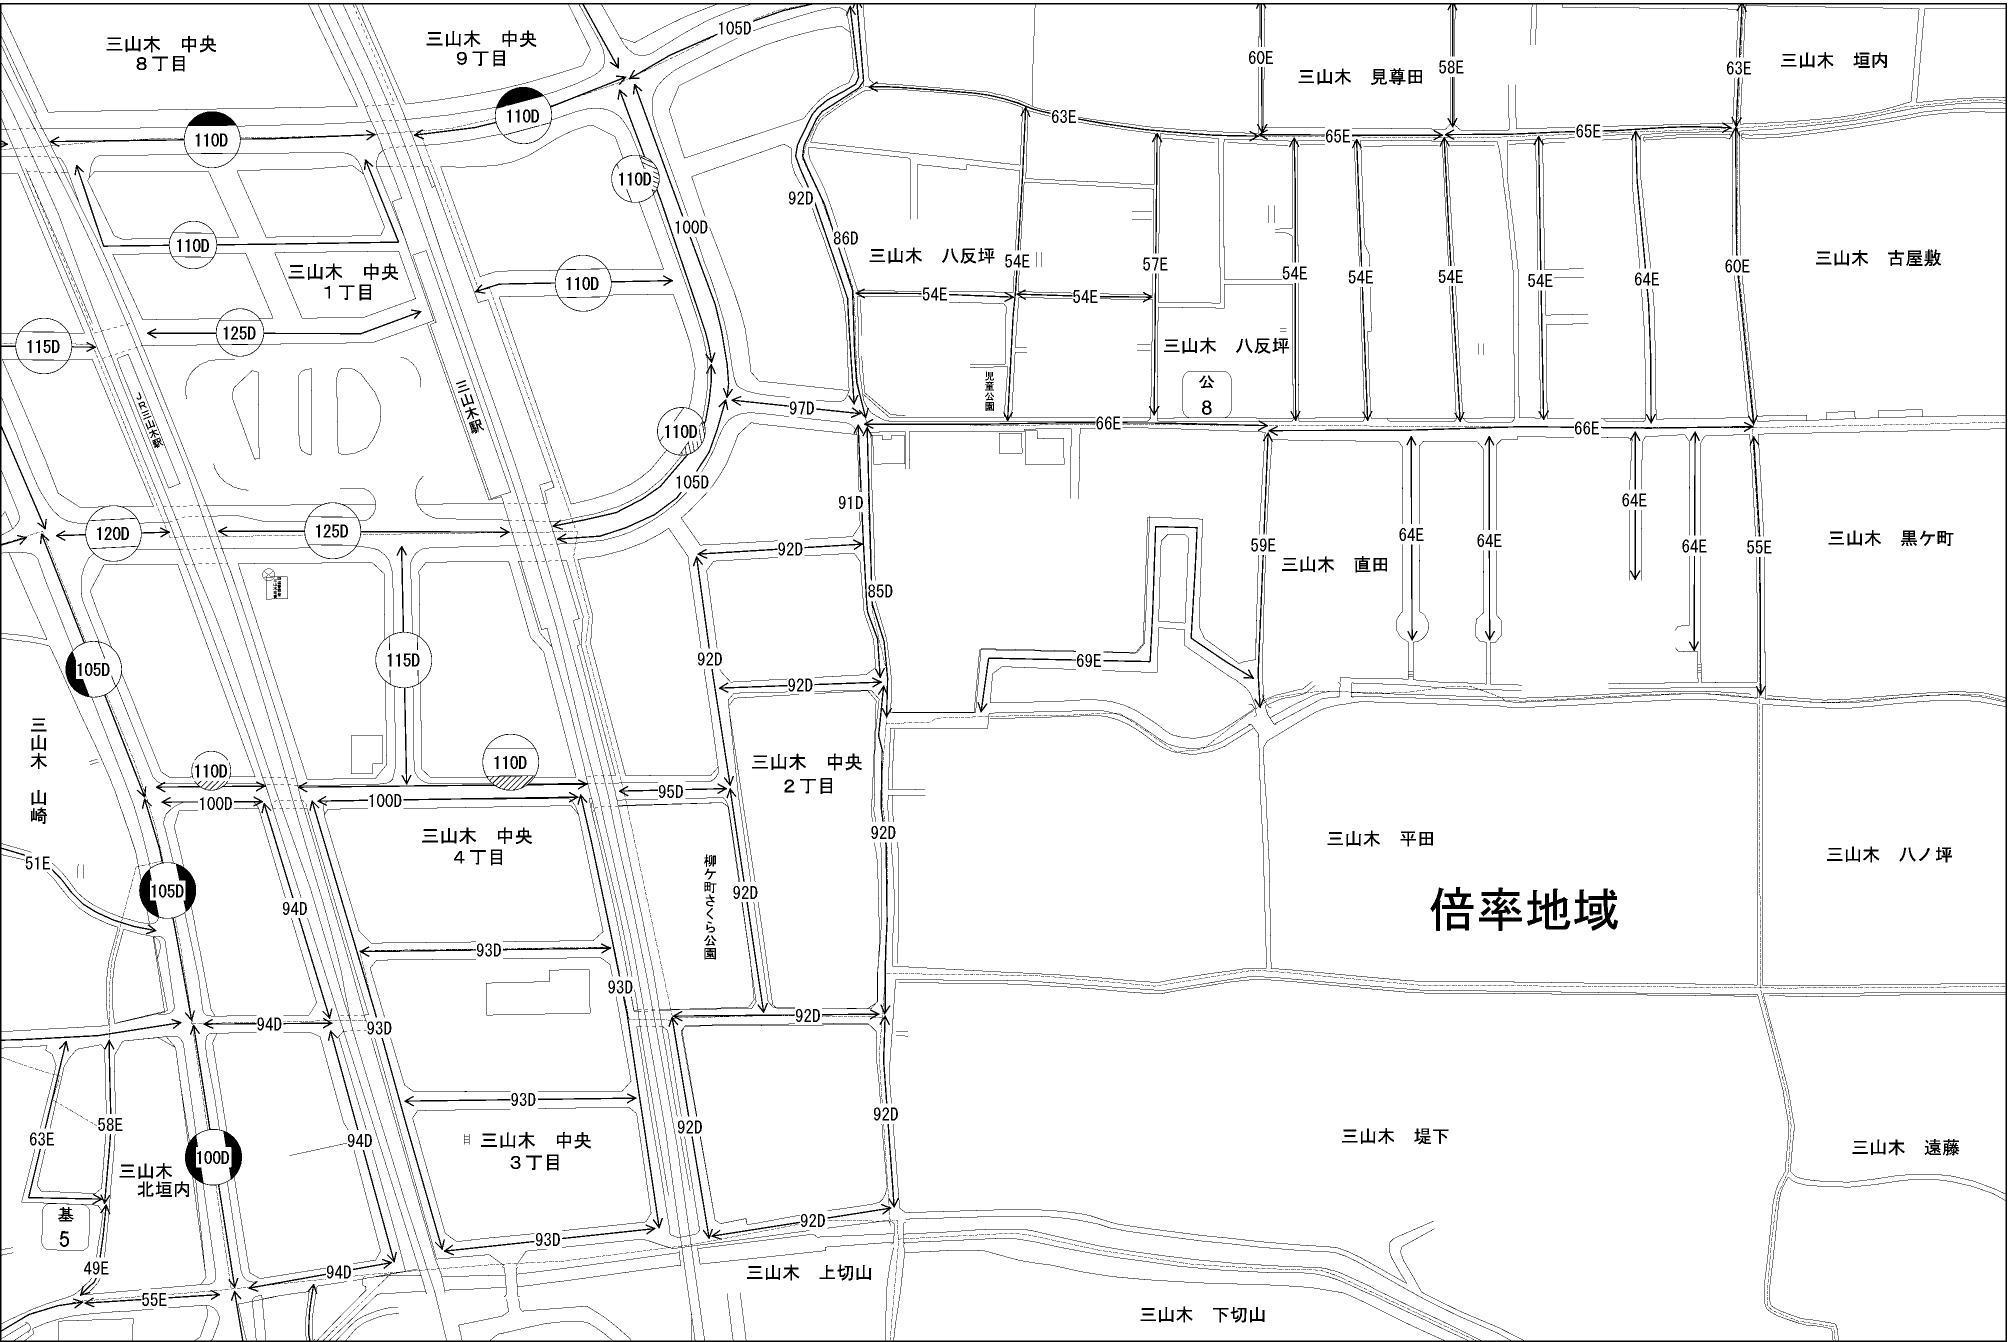 三山木 中央
8丁目
三山木 中央
9丁目
105D
110D
110D
110D
100D
92D
86D
60E
三山木 見尊田
58E
63E
三山木 垣内
63E
65E
65E
110D
三山木 中央
1丁目
110D
125D
115D
JR三山木駅
三山木駅
三山木 八反坪
54E
57E
54E
54E
54E
54E
54E
54E
64E
60E
三山木 古屋敷
三山木 八反坪
児童公園
公
8
97D
110D
66E
66E
105D
91D
120D
125D
92D
85D
59E
三山木 直田
64E
64E
64E
64E
55E
三山木 黒ケ町
105D
115D
92D
92D
69E
三山木 山崎
110D
100D
110D
100D
95D
三山木 中央
2丁目
92D
三山木 中央
4丁目
柳ケ町さくら公園
92D
三山木 平田
三山木 八ノ坪
倍率地域
51E
105D
94D
93D
93D
93D
94D
92D
63E
58E
94D
93D
三山木 中央
3丁目
92D
92D
三山木 堤下
三山木 遠藤
三山木
北垣内
100D
基
5
49E
55E
94D
93D
92D
三山木 上切山
三山木 下切山